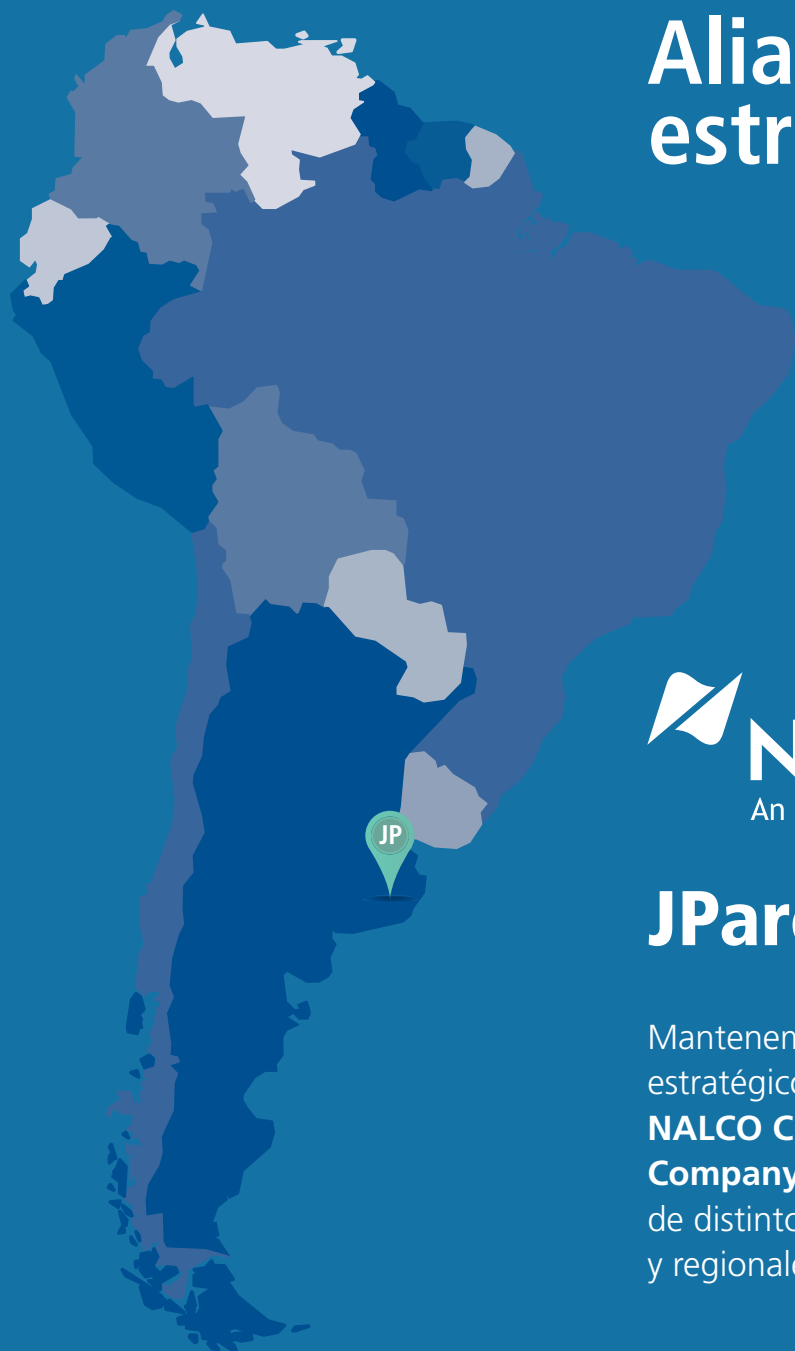 Alia
estr
JP
N
An
JPar
Mantenem
estratégico
NALCO C
Company
de distinto
y regionale